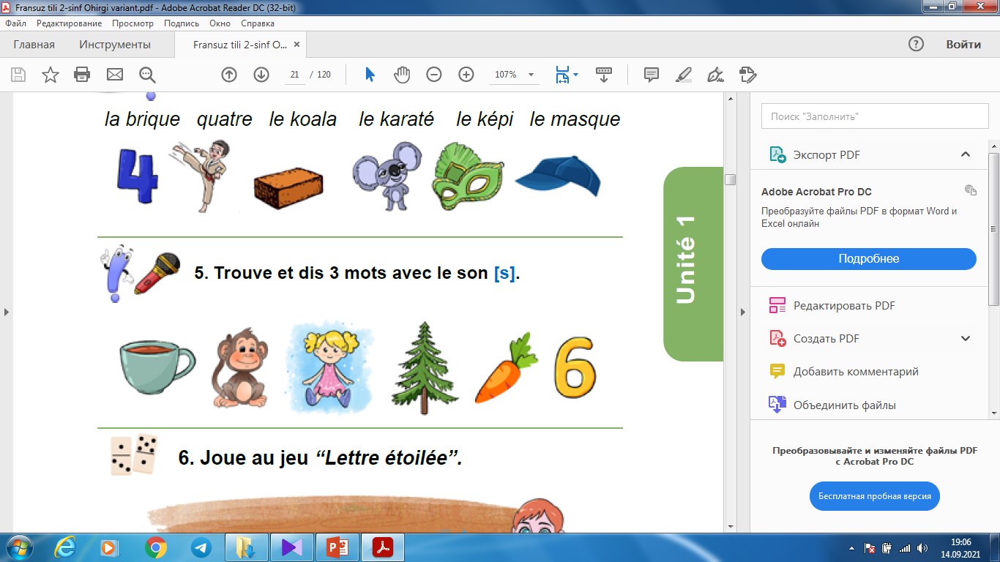 Fransuz tili 2-sinf Ohirgi variant.pdf - Adobe Acrobat Reader DC (32-bit)
Файл Редактирование Просмотр Подпись Окно Справка
Главная Инструменты Fransuz tili 2-sinf O... × Войти
21 / 120 107%
la brique quatre le koala le karaté le képi le masque
4
Unité 1
5. Trouve et dis 3 mots avec le son [s].
6
6. Joue au jeu “Lettre étoilée”.
Поиск "Заполнить"
Экспорт PDF
Adobe Acrobat Pro DC
Преобразуйте файлы PDF в формат Word и
Excel онлайн
Подробнее
Редактировать PDF
Создать PDF
Добавить комментарий
Объединить файлы
Преобразовывайте и изменяйте файлы PDF
с Acrobat Pro DC
Бесплатная пробная версия
19:06
14.09.2021